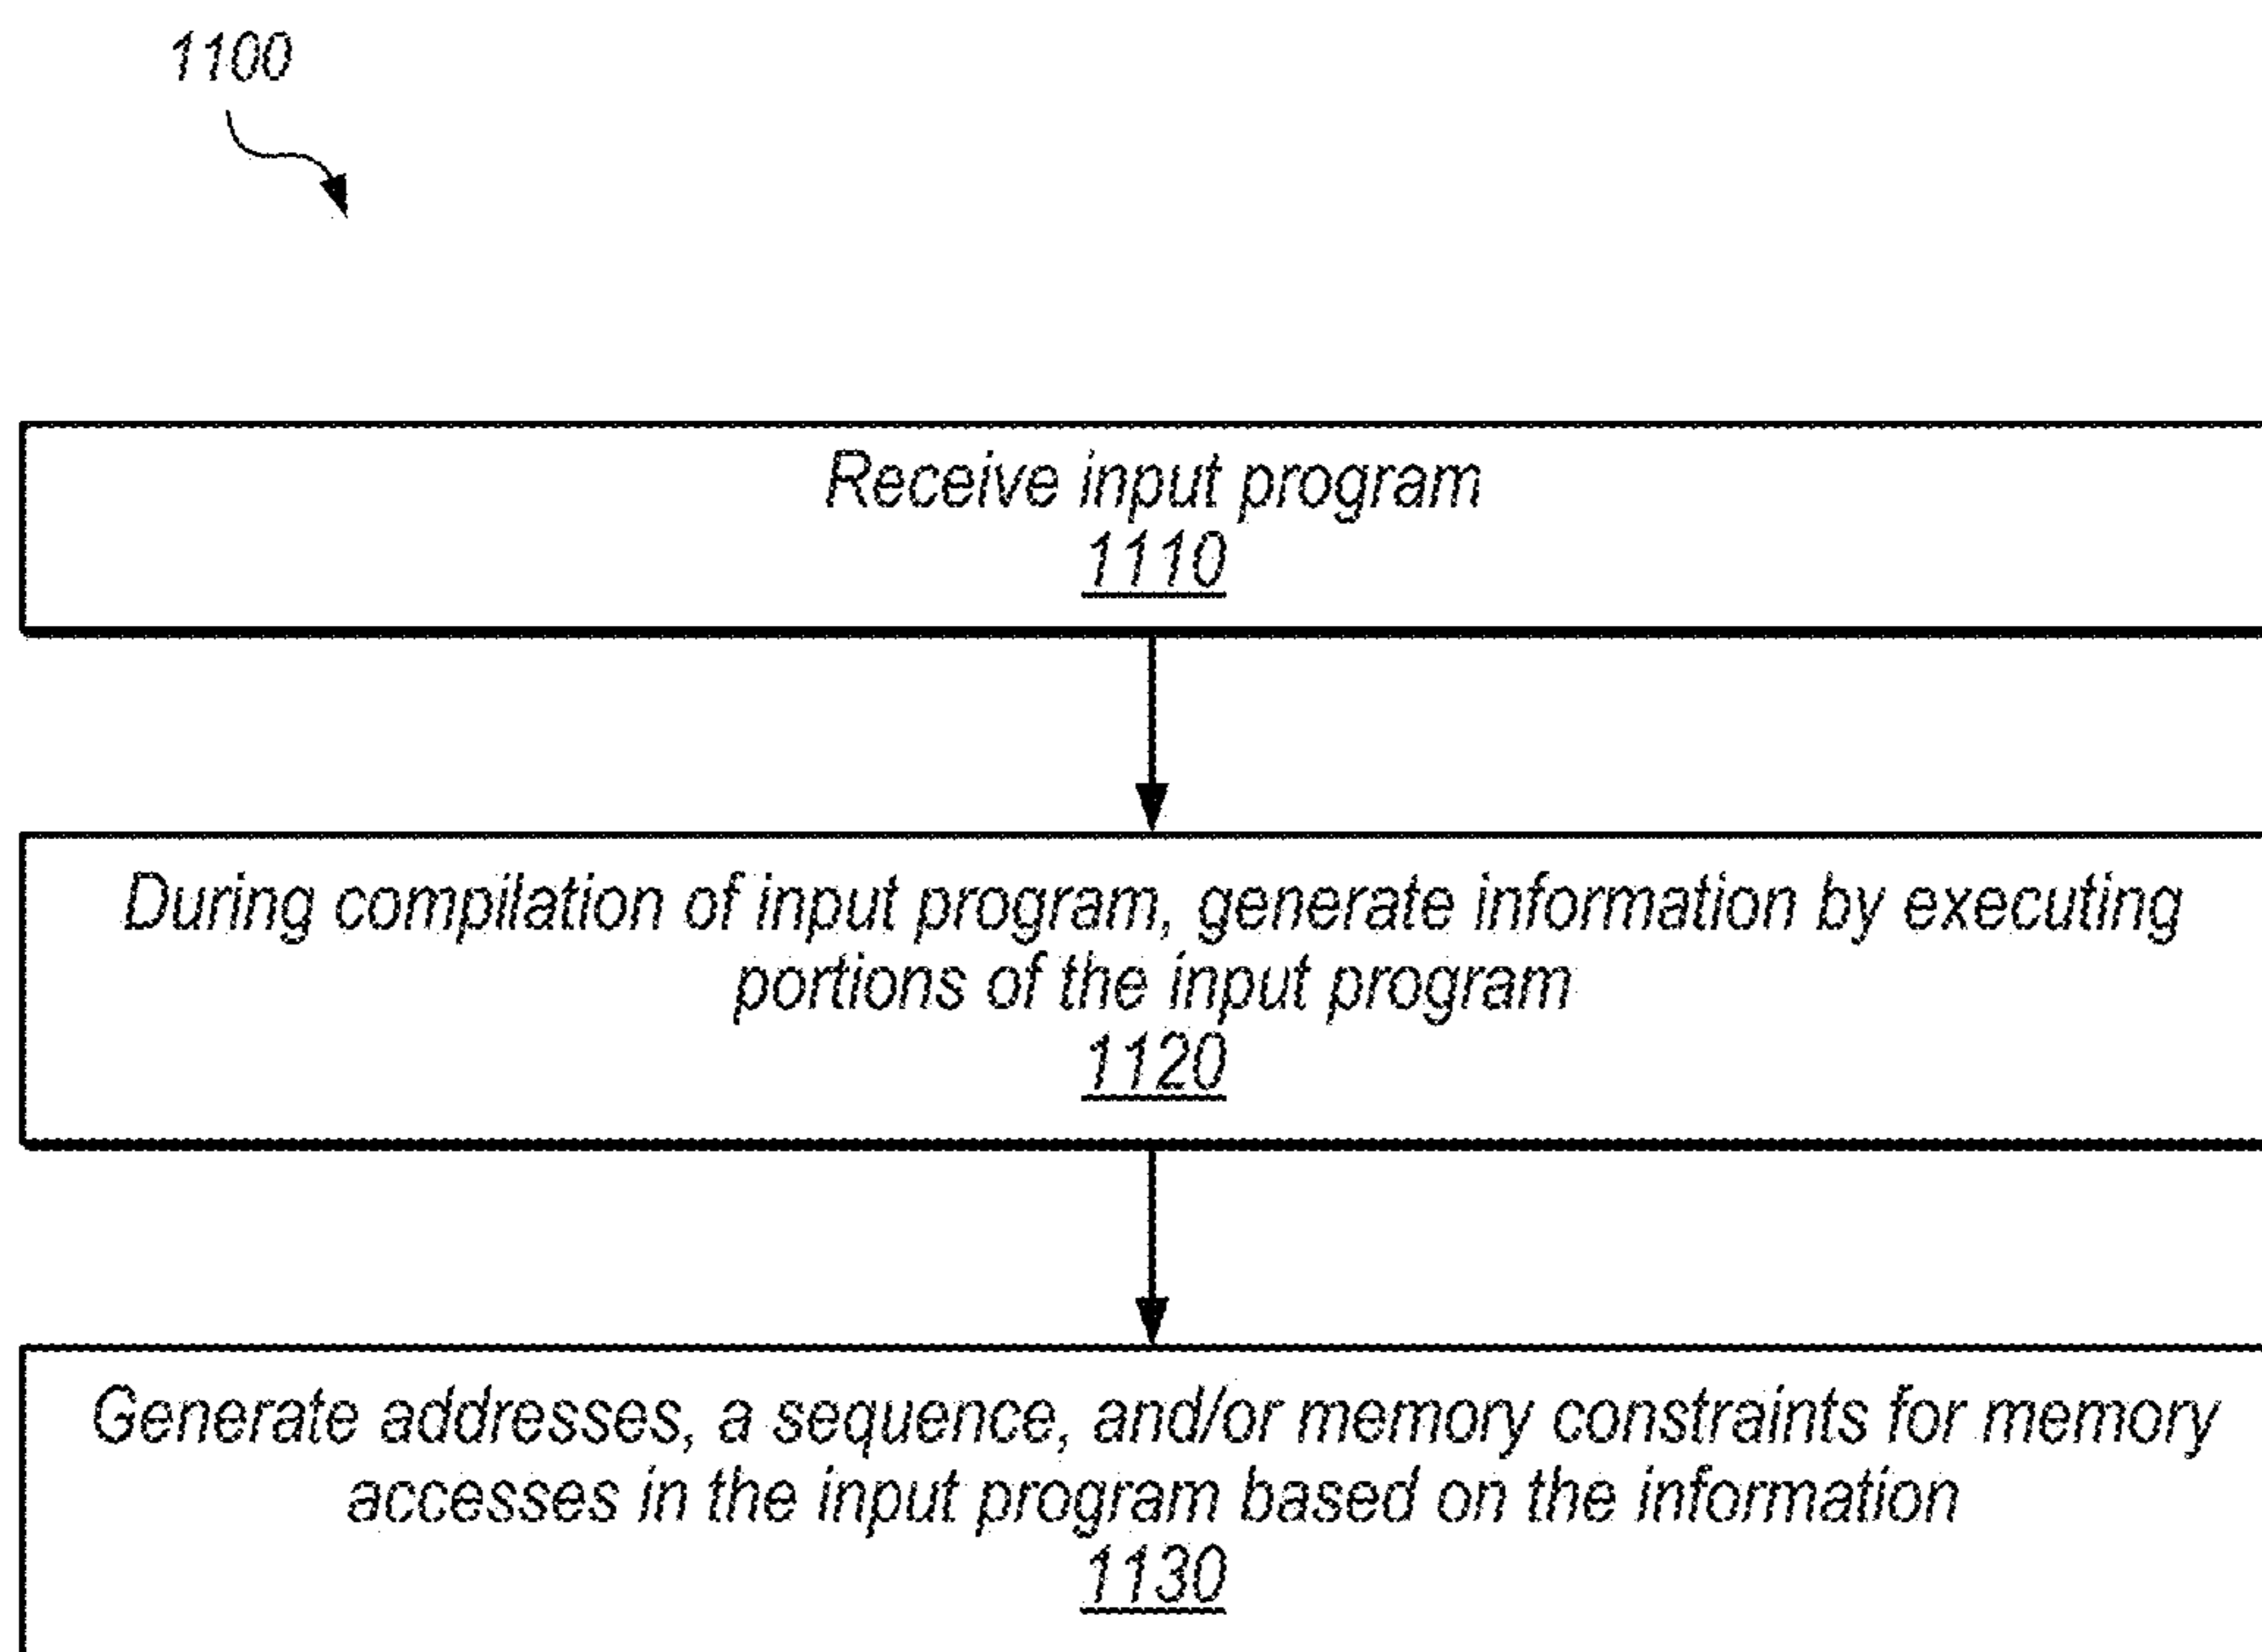 1100
Receive input program
1110
During compilation of input program, generate information by executing
portions of the input program
1120
Generate addresses, a sequence, and/or memory constraints for memory
accesses in the input program based on the information
1130